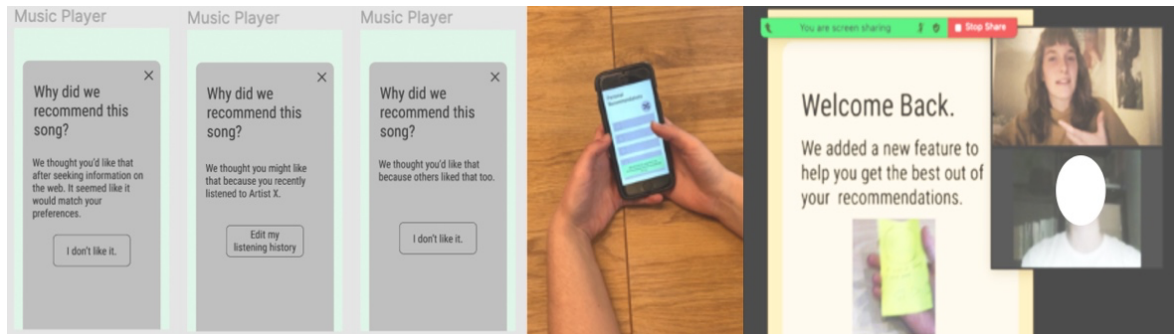 Music Player
Why did we
recommend this
song?
We thought you'd like that
after seeking information on
the web. It seemed like it
would match your
preferences.
I don't like it.
Music Player
Why did we
recommend this
song?
We thought you might like
that because you recently
listened to Artist X.
Edit my
listening history
Music Player
Why did we
recommend this
song?
We thought you'd like that
because others liked that too.
I don't like it.
Recommendations
You are screen sharing
Stop Share
Welcome Back.
We added a new feature to
help you get the best out of
your recommendations.